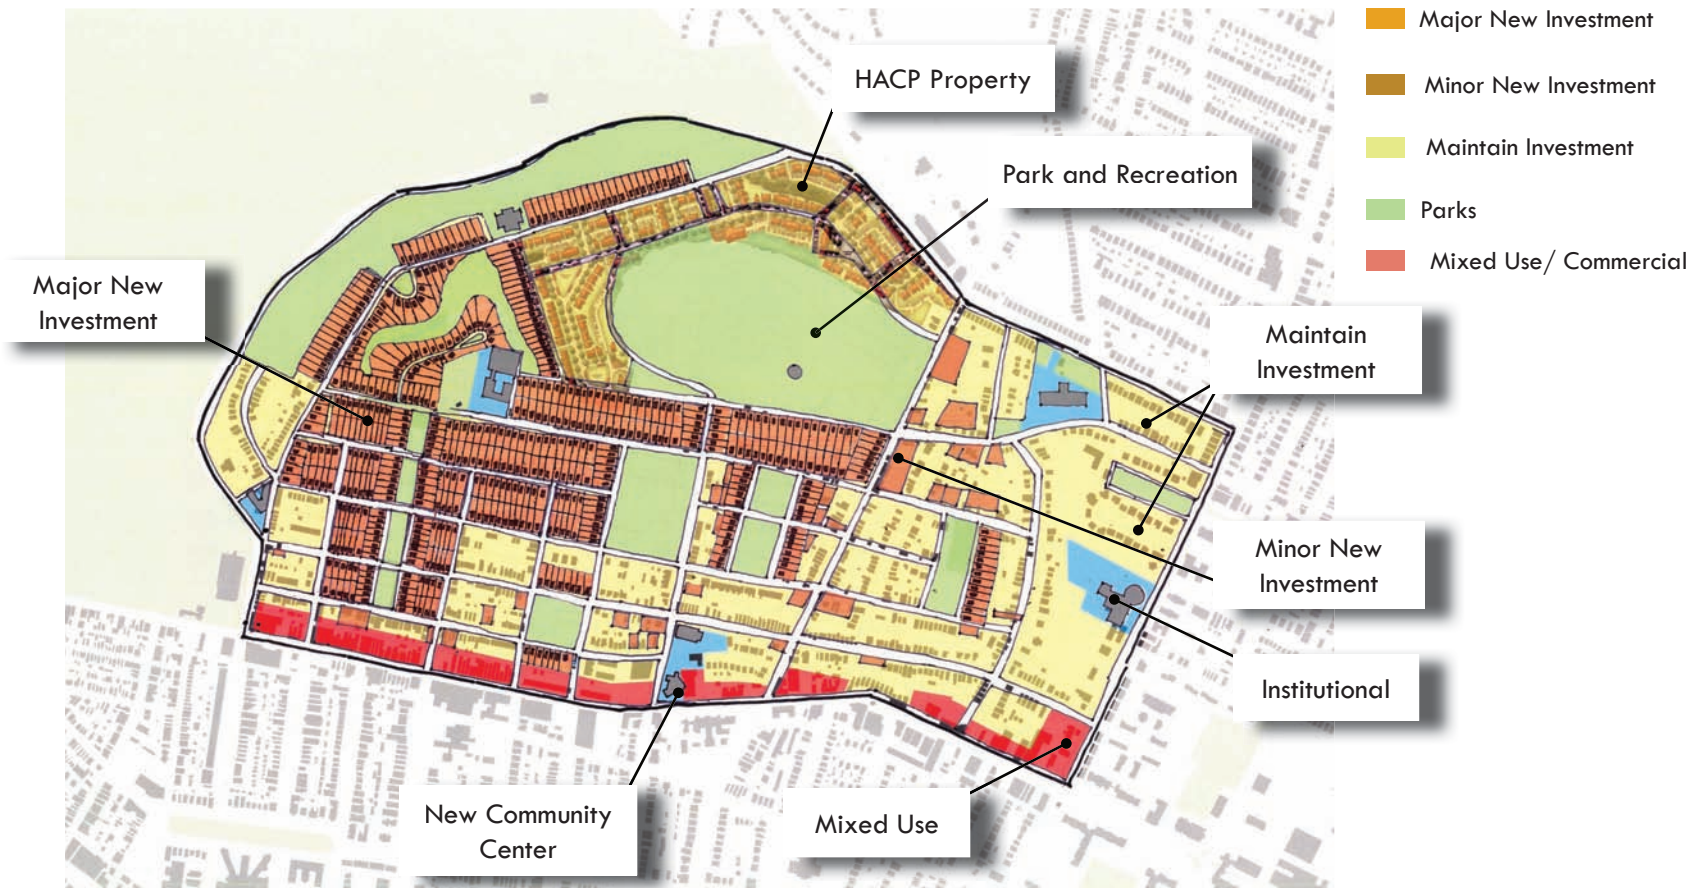 Major New Investment
Minor New Investment
Maintain Investment
Parks
Mixed Use/ Commercial
HACP Property
Park and Recreation
Major New
Investment
Maintain
Investment
Minor New
Investment
Institutional
New Community
Center
Mixed Use